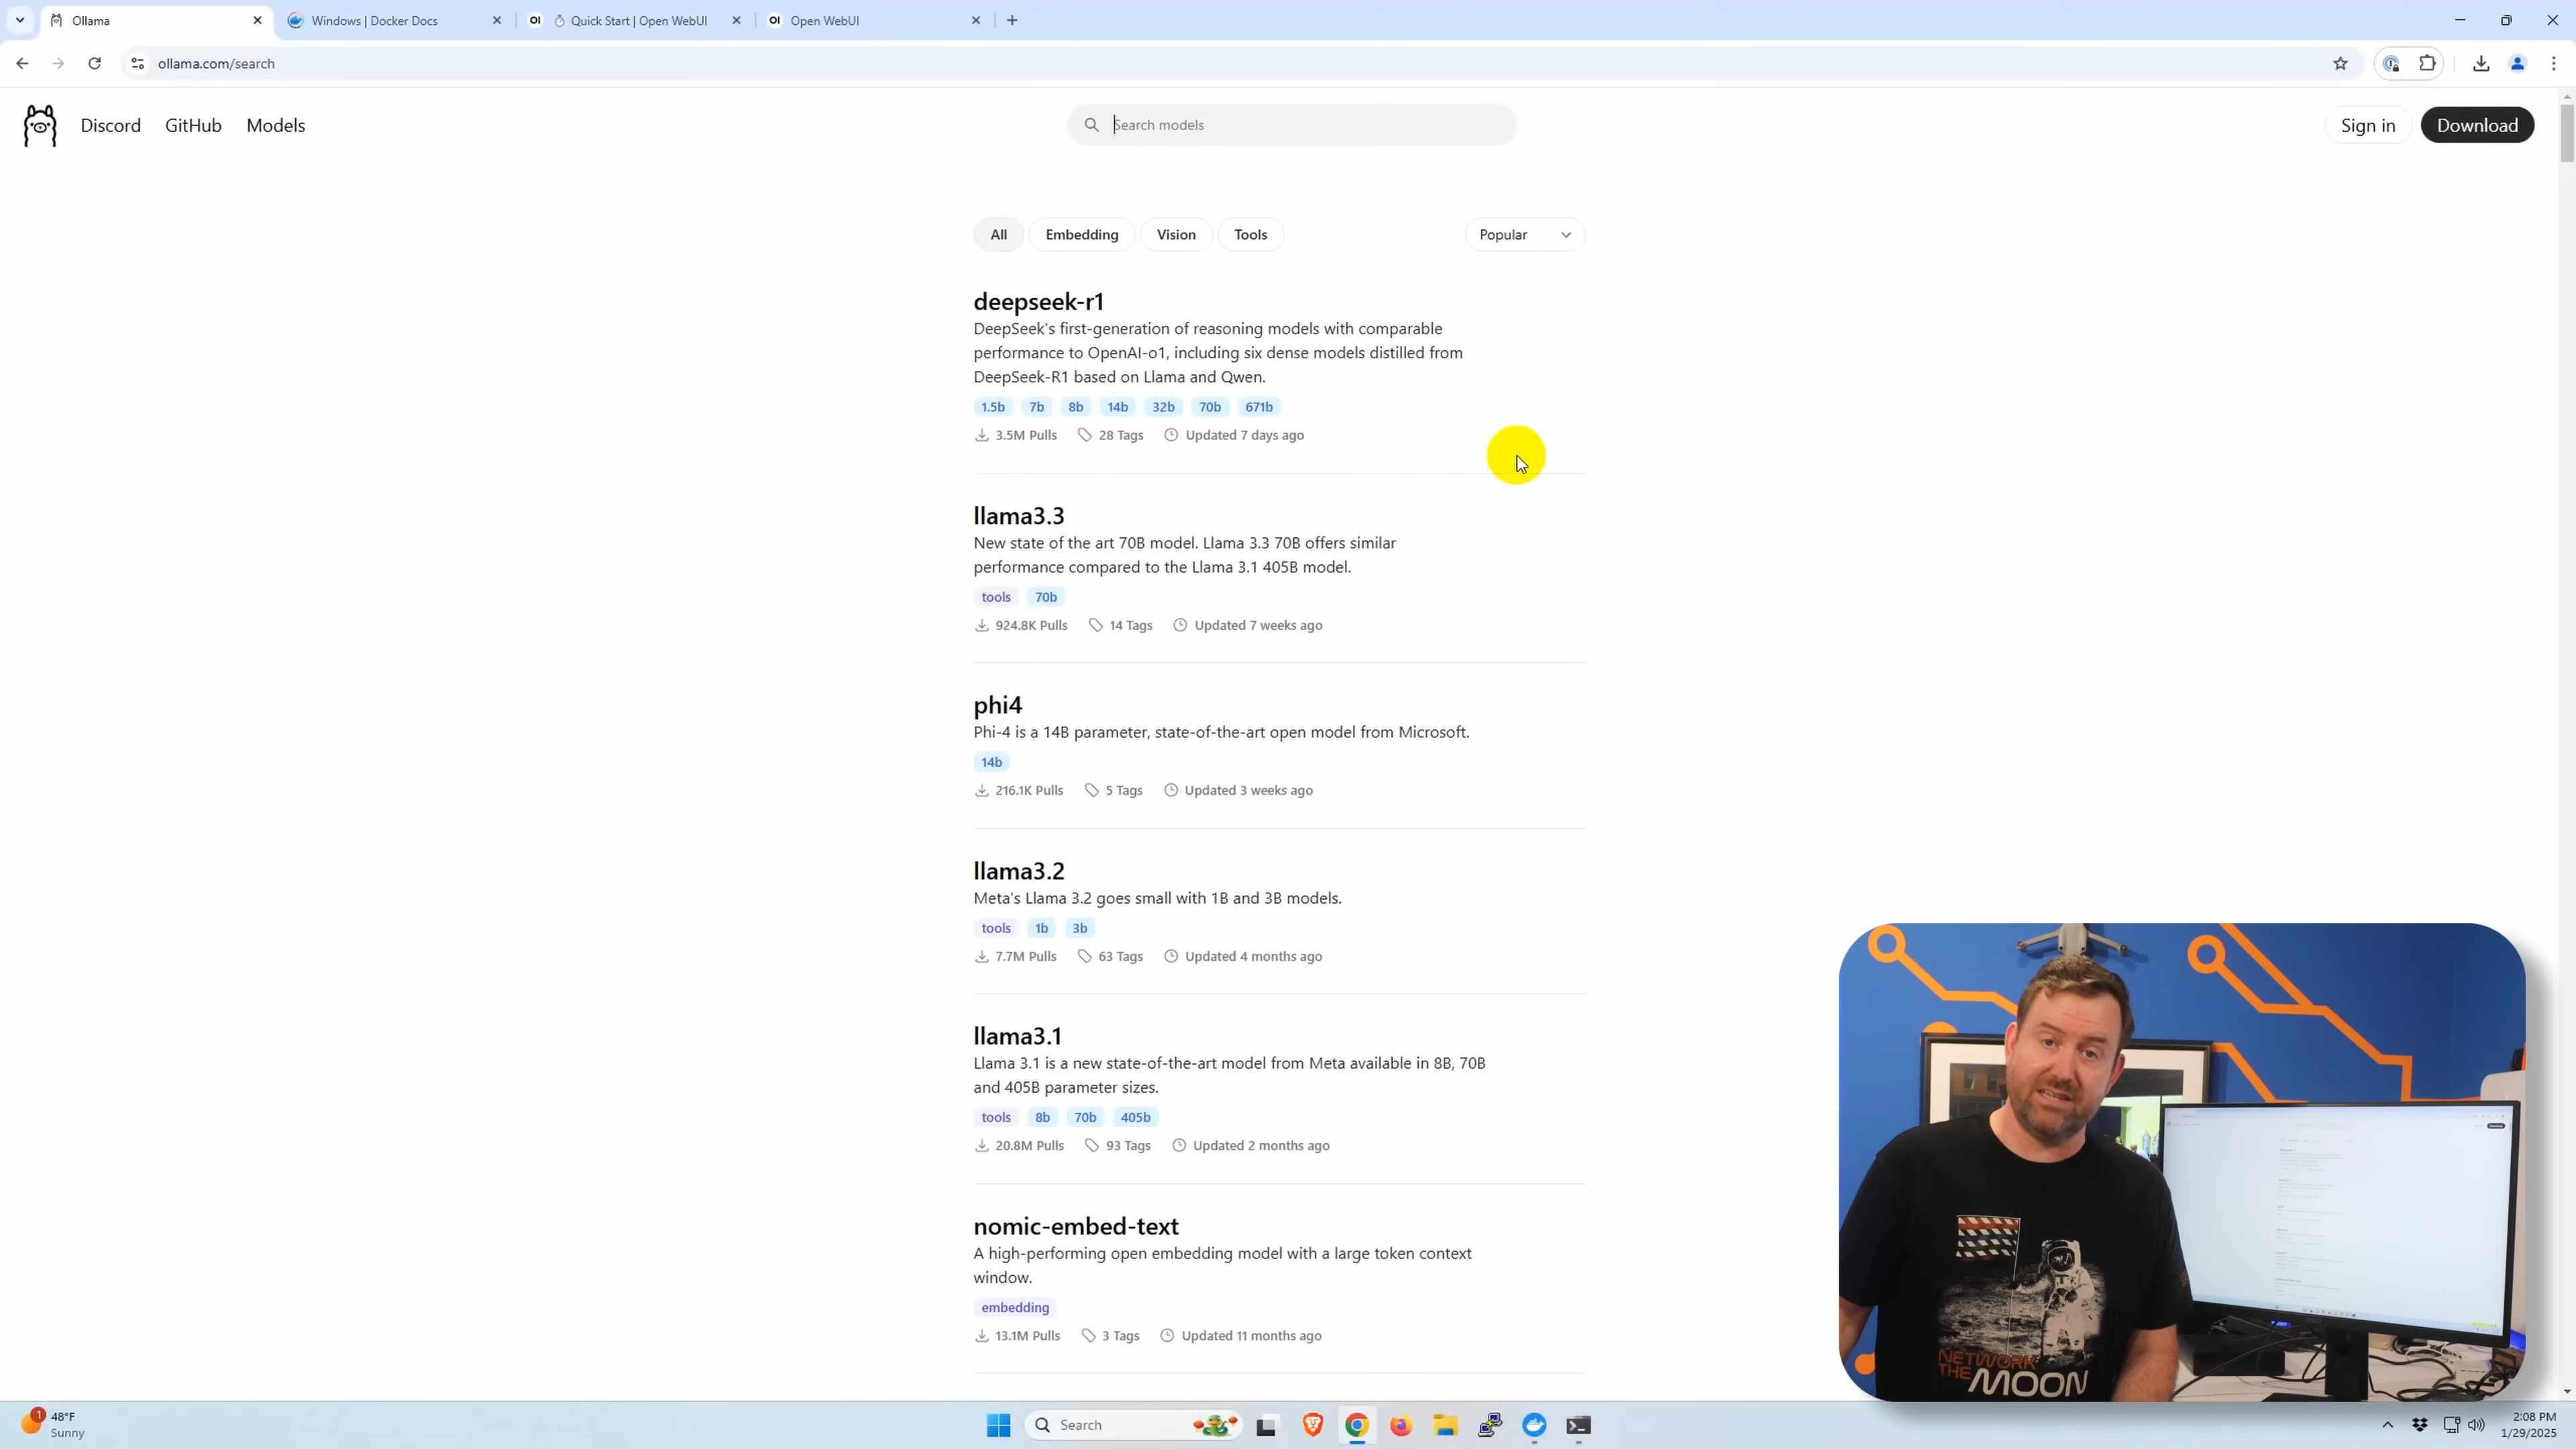 Ollama
Windows | Docker Docs
OI
Quick Start | Open WebUI
OI
Open WebUI
ollama.com/search
Discord
GitHub
Models
Search models
Sign in
Download
All
Embedding
Vision
Tools
Popular
deepseek-r1
DeepSeek's first-generation of reasoning models with comparable
performance to OpenAI-o1, including six dense models distilled from
DeepSeek-R1 based on Llama and Qwen.
1.5b 7b 8b 14b 32b 70b 671b
3.5M Pulls 28 Tags Updated 7 days ago
llama3.3
New state of the art 70B model. Llama 3.3 70B offers similar
performance compared to the Llama 3.1 405B model.
tools 70b
924.8K Pulls 14 Tags Updated 7 weeks ago
phi4
Phi-4 is a 14B parameter, state-of-the-art open model from Microsoft.
14b
216.1K Pulls 5 Tags Updated 3 weeks ago
llama3.2
Meta's Llama 3.2 goes small with 1B and 3B models.
tools 1b 3b
7.7M Pulls 63 Tags Updated 4 months ago
llama3.1
Llama 3.1 is a new state-of-the-art model from Meta available in 8B, 70B
and 405B parameter sizes.
tools 8b 70b 405b
20.8M Pulls 93 Tags Updated 2 months ago
nomic-embed-text
A high-performing open embedding model with a large token context
window.
embedding
13.1M Pulls 3 Tags Updated 11 months ago
NETWORK
THE MOON
1
48°F
Sunny
Search
2:08 PM
1/29/2025